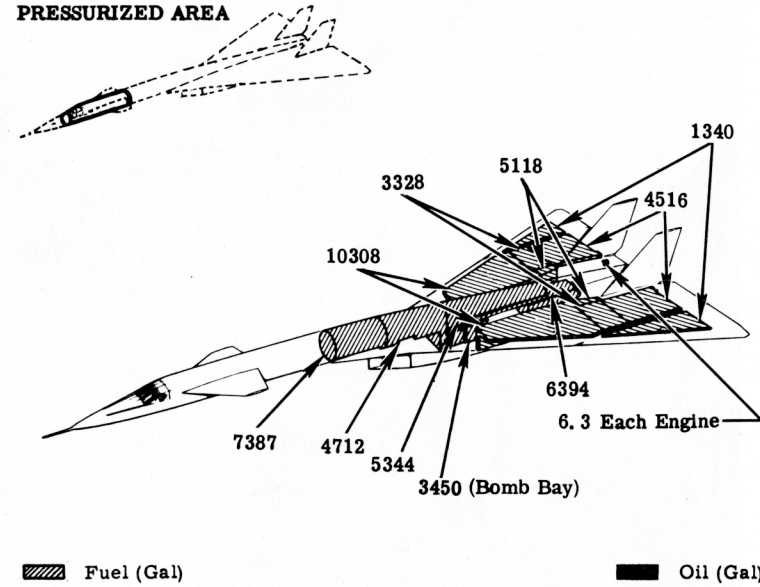 PRESSURIZED AREA
1340
5118
3328
4516
10308
6394
6.3 Each Engine
7387
4712
5344
3450 (Bomb Bay)
Fuel (Gal)
Oil (Gal)